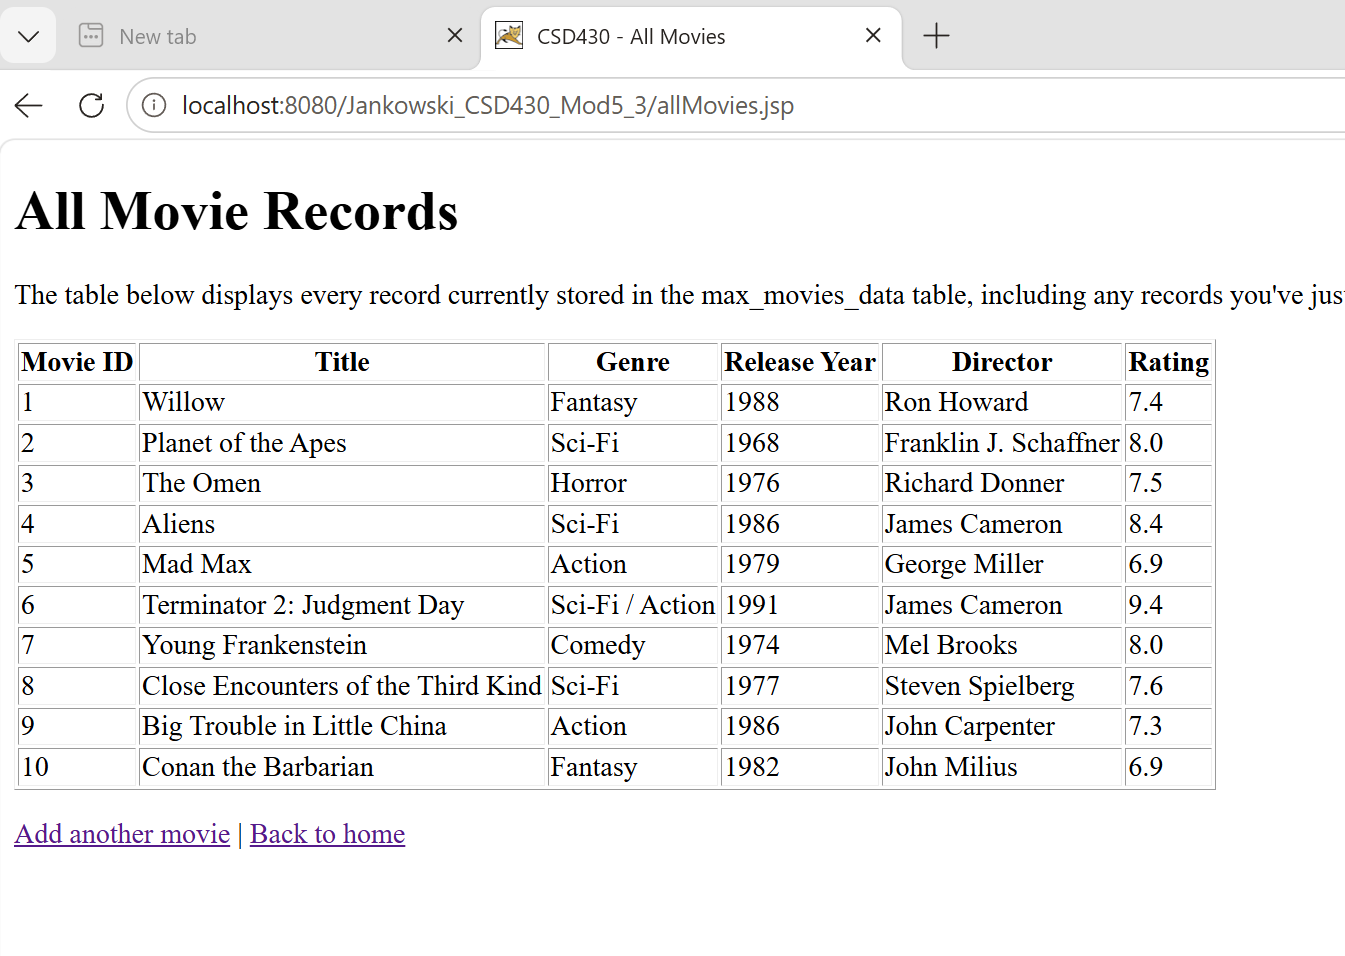 New tab
CSD430 - All Movies
localhost:8080/Jankowski_CSD430_Mod5_3/allMovies.jsp
All Movie Records
The table below displays every record currently stored in the max_movies_data table, including any records you've
Movie ID Title Genre Release Year Director Rating
1 Willow Fantasy 1988 Ron Howard 7.4
2 Planet of the Apes Sci-Fi 1968 Franklin J. Schaffner 8.0
3 The Omen Horror 1976 Richard Donner 7.5
4 Aliens Sci-Fi 1986 James Cameron 8.4
5 Mad Max Action 1979 George Miller 6.9
6 Terminator 2: Judgment Day Sci-Fi / Action 1991 James Cameron 9.4
7 Young Frankenstein Comedy 1974 Mel Brooks 8.0
8 Close Encounters of the Third Kind Sci-Fi 1977 Steven Spielberg 7.6
9 Big Trouble in Little China Action 1986 John Carpenter 7.3
10 Conan the Barbarian Fantasy 1982 John Milius 6.9
Add another movie | Back to home